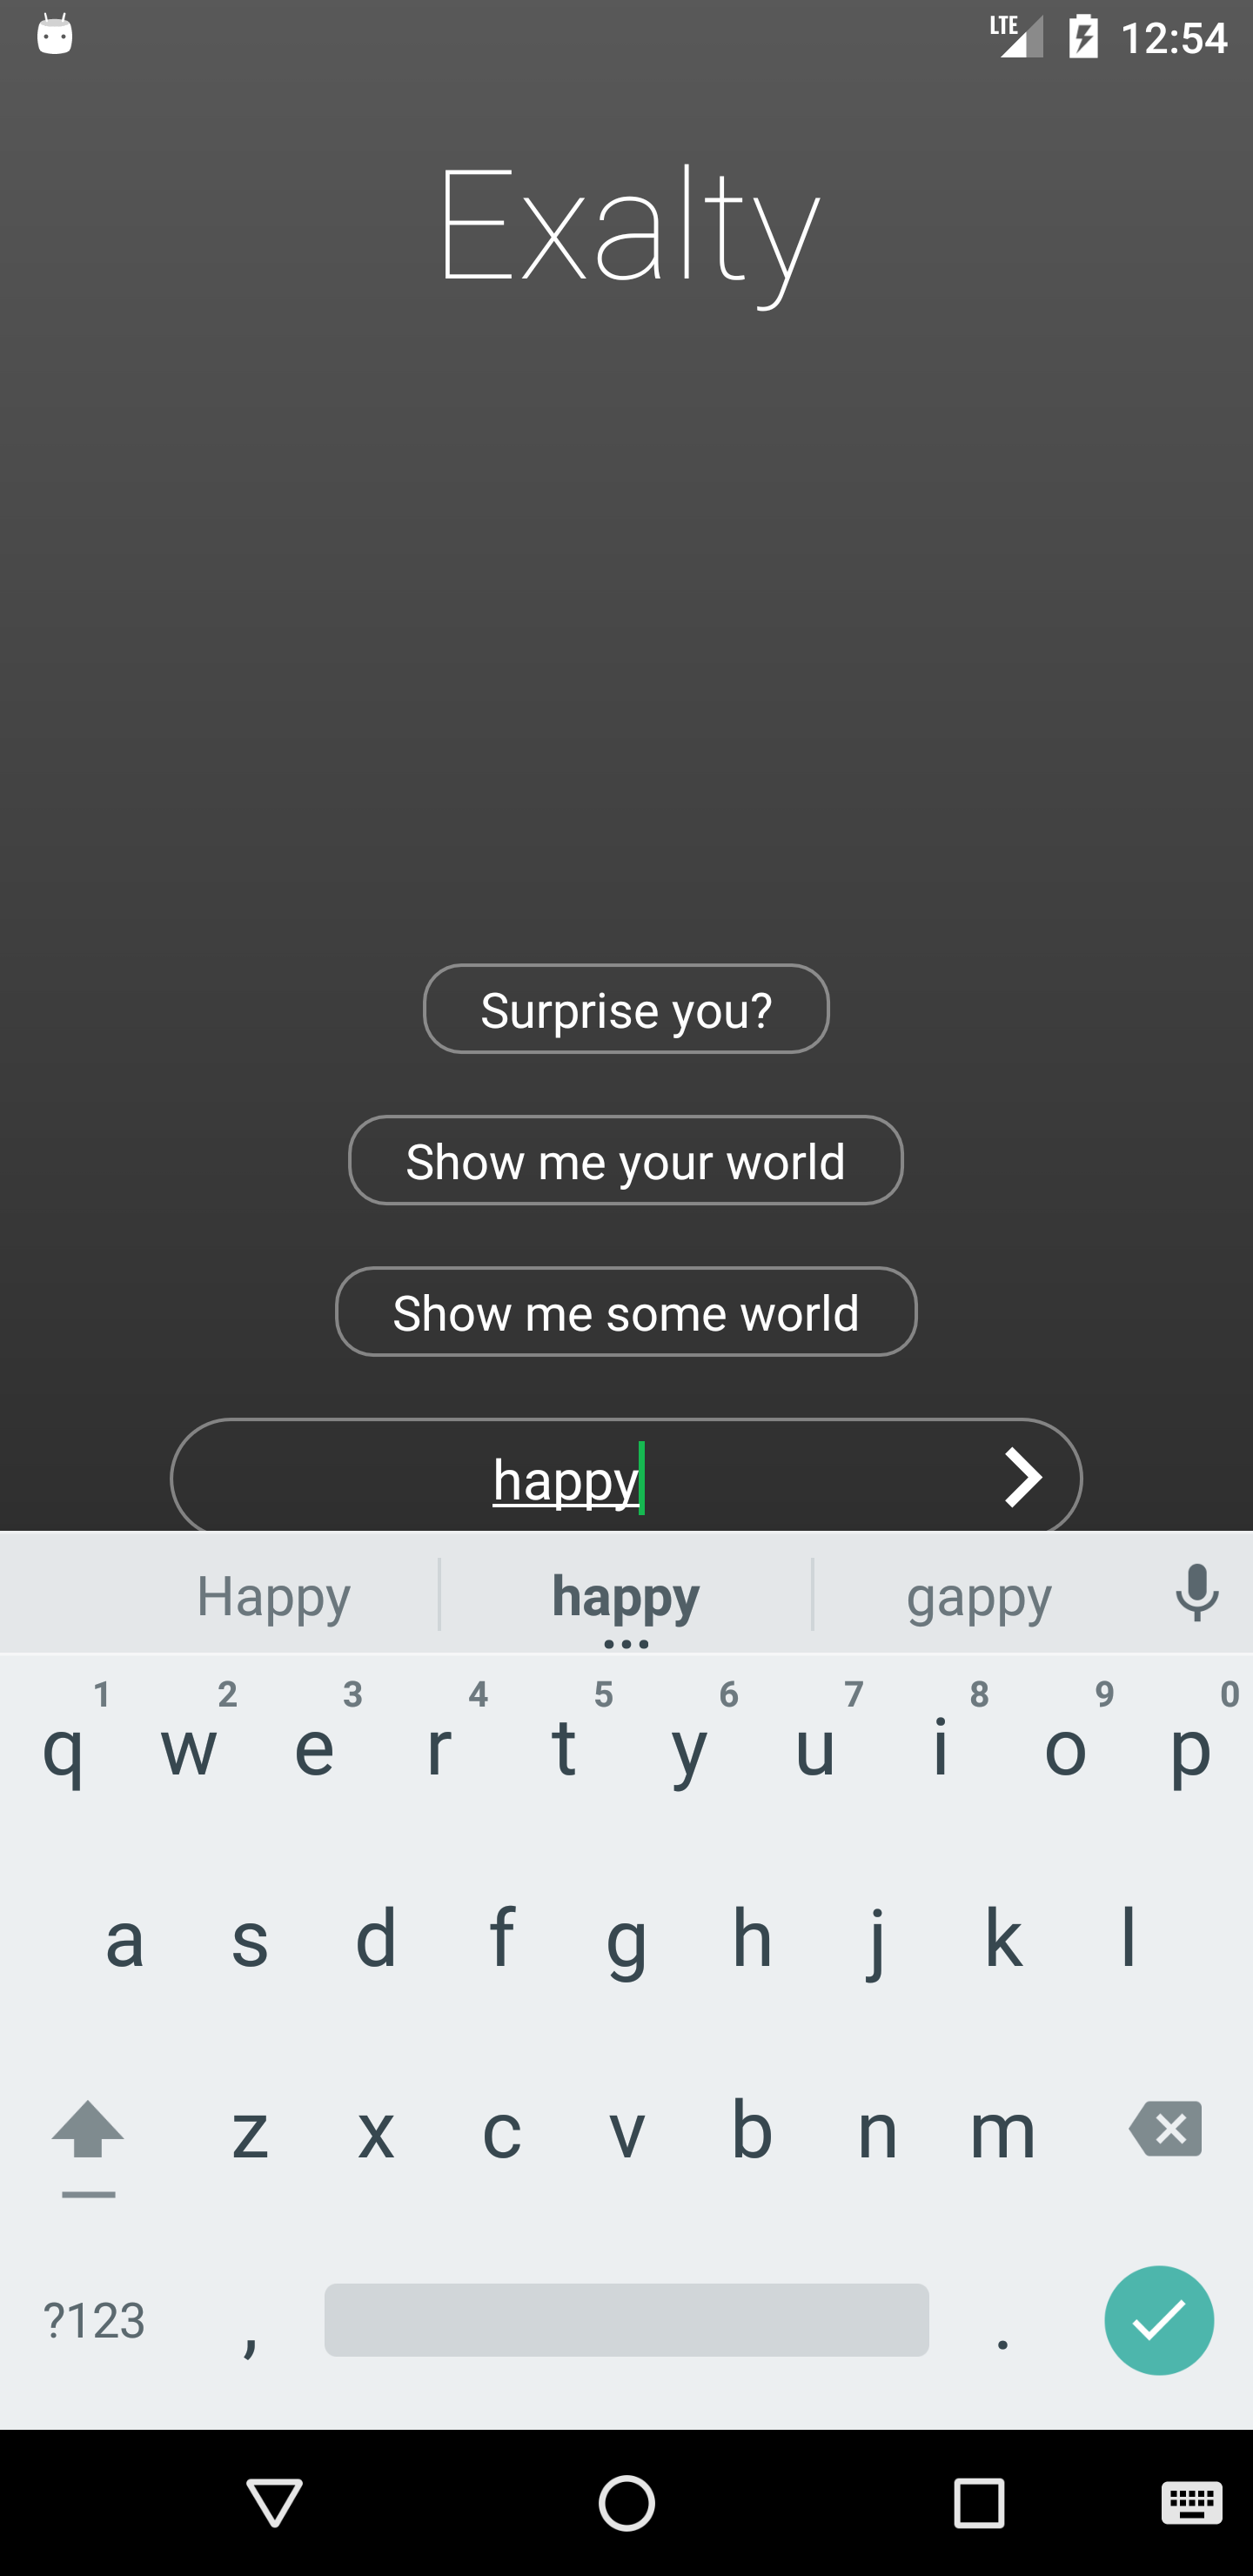 LTE 12:54
Exalty
Surprise you?
Show me your world
Show me some world
happy
Happy happy gappy
1 2 3 4 5 6 7 8 9 0
q w e r t y u i o p
a s d f g h j k l
z x c v b n m
?123 , .